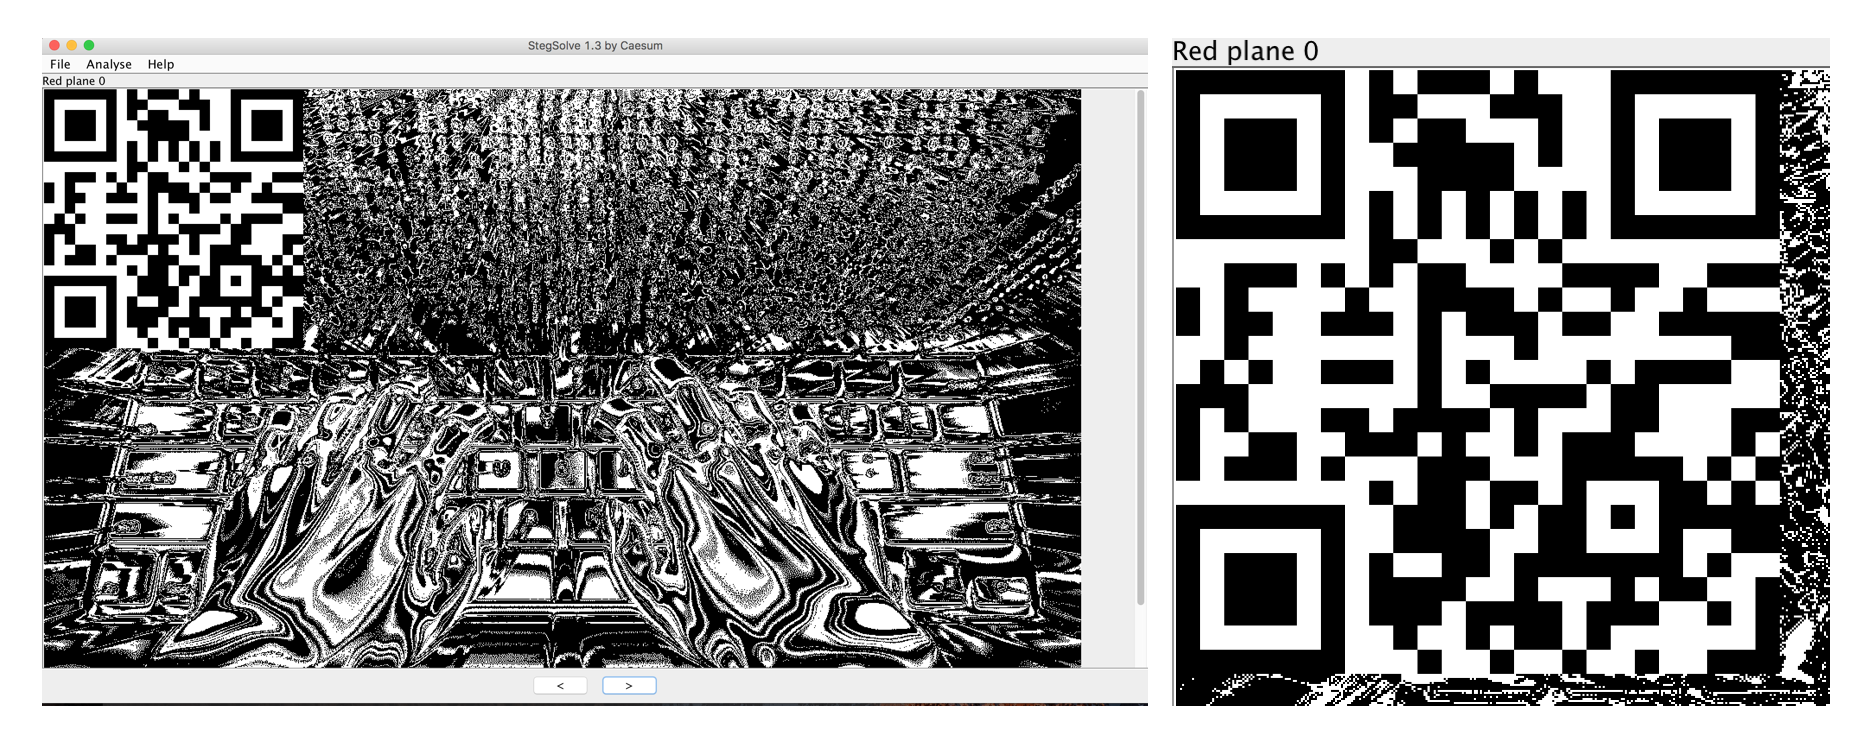 StegSolve 1.3 by Caesum
File Analyse Help
Red plane 0
< >
Red plane 0